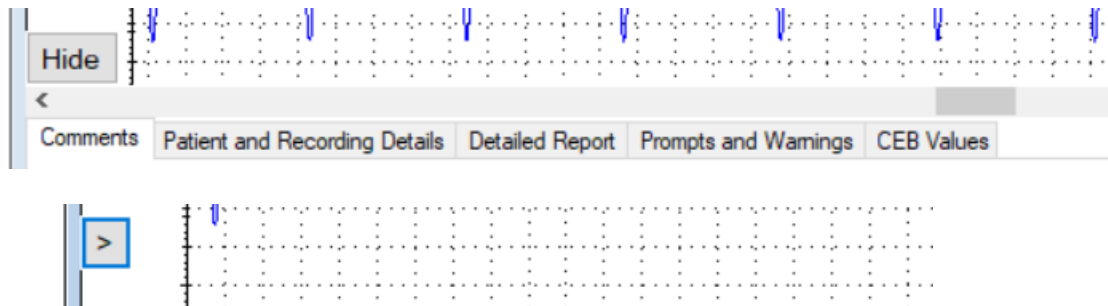 Hide
<
Comments Patient and Recording Details Detailed Report Prompts and Warnings CEB Values
>